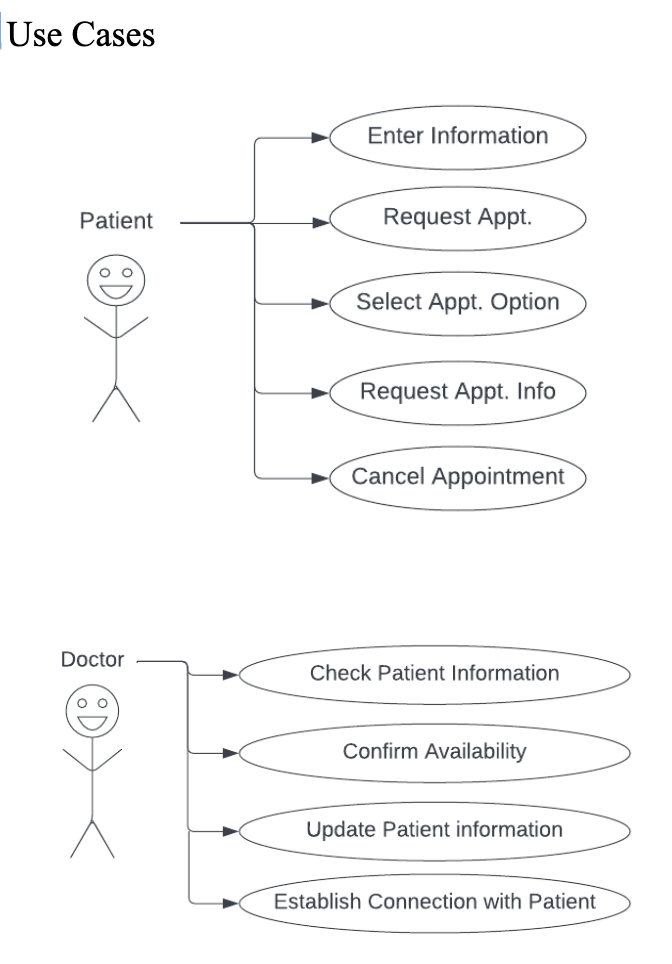 Use Cases
Patient
Enter Information
Request Appt.
Select Appt. Option
Request Appt. Info
Cancel Appointment
Doctor
Check Patient Information
Confirm Availability
Update Patient information
Establish Connection with Patient